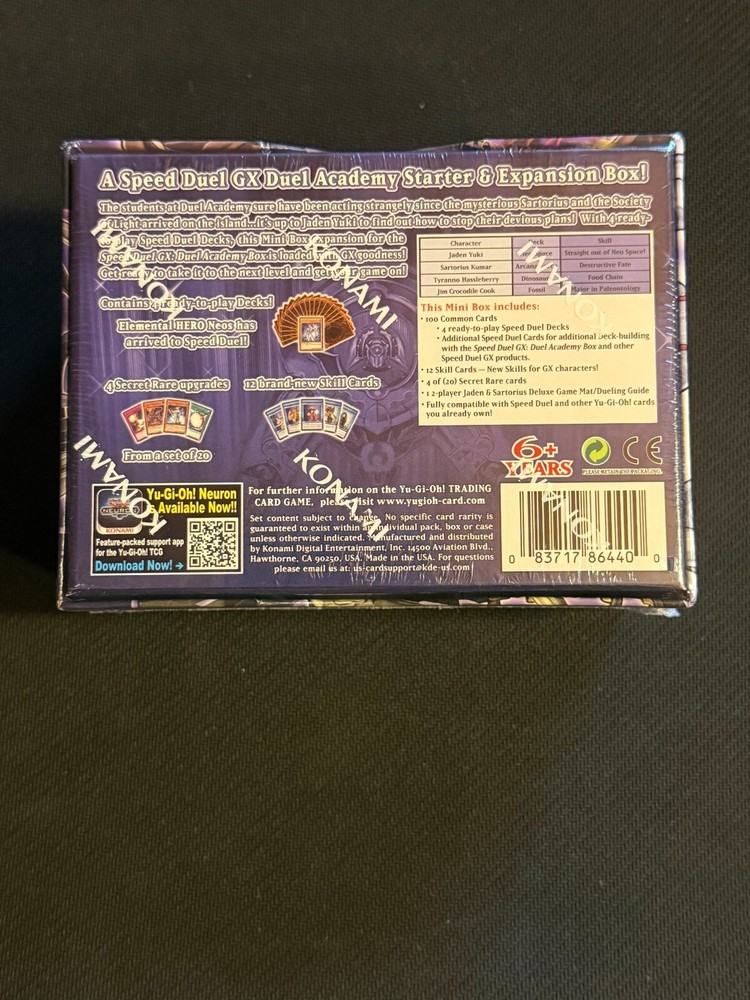 A Speed Duel GX Duel Academy Starter & Expansion Box!
The students at Duel Academy sure have been acting strangely since the mysterious Sartorius and the Society
of Light arrived on the island...it's up to Jaden Yuki to find out how to stop their devious plans! With 4 ready-
to-play Speed Duel Decks, this Mini Box expansion for the
Speed Duel GX: Duel Academy Box is loaded with GX goodness!
Get ready to take it to the next level and get your game on!
Character Deck Skill
Jaden Yuki Straight out of Neo Space!
Sartorius Kumar Arcana Destructive Fate
Tyranno Hassleberry Dinosaur Food Chain
Jim Crocodile Cook Fossil Major in Paleontology
Contains 4 ready-to-play Decks!
Elemental HERO Neos has
arrived to Speed Duel!
4 Secret Rare upgrades
12 brand-new Skill Cards
From a set of 20
This Mini Box includes:
• 100 Common Cards
• 4 ready-to-play Speed Duel Decks
• Additional Speed Duel Cards for additional Deck-building
with the Speed Duel GX: Duel Academy Box and other
Speed Duel GX products.
• 12 Skill Cards — New Skills for GX characters!
• 4 of (20) Secret Rare cards
• 1 2-player Jaden & Sartorius Deluxe Game Mat/Dueling Guide
• Fully compatible with Speed Duel and other Yu-Gi-Oh! cards
you already own!
6+
YEARS
PLEASE RETAIN THIS PACKAGING.
CE
NEURON
KONAMI
Yu-Gi-Oh! Neuron
is Available Now!!
Feature-packed support app
for the Yu-Gi-Oh! TCG
Download Now! →
For further information on the Yu-Gi-Oh! TRADING
CARD GAME, please visit www.yugioh-card.com
Set content subject to change. No specific card rarity is
guaranteed to exist within an individual pack, box or case
unless otherwise indicated. Manufactured and distributed
by Konami Digital Entertainment, Inc. 14500 Aviation Blvd.,
Hawthorne, CA 90250, USA. Made in the USA. For questions
please email us at: us-cardsupport@kde-us.com
0 83717 86440 0
KONAMI
KONAMI
KONAMI
KONAMI
KONAMI
KONAMI